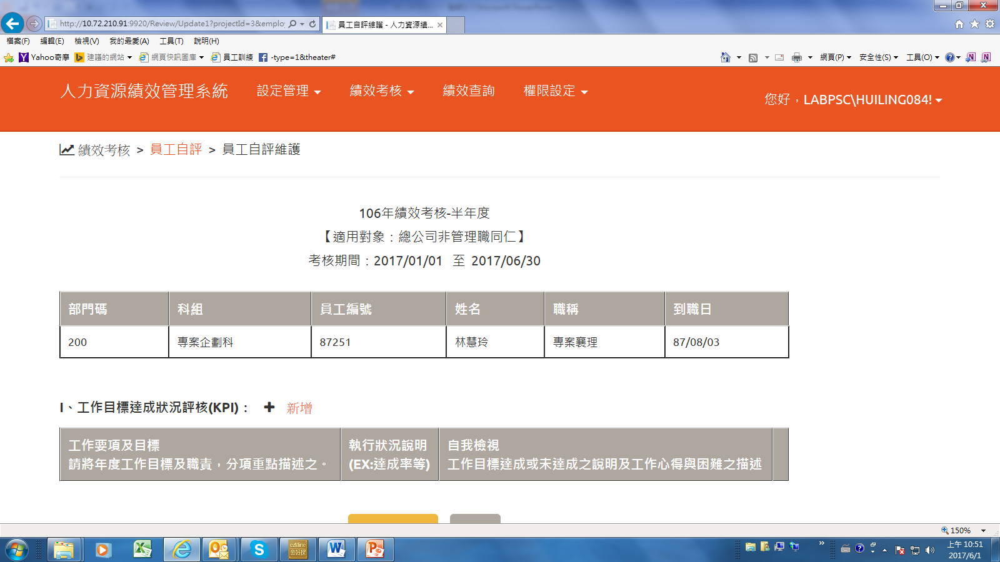 http://10.72.210.91:9920/Review/Update1?projectId=3&employ
員工自評維護 - 人力資源績...
檔案(F) 編輯(E) 檢視(V) 我的最愛(A) 工具(T) 說明(H)
Yahoo奇摩 建議的網站 網頁快訊圖庫 員工訓練 -type=1&theater#
網頁(P) 安全性(S) 工具(O)
人力資源績效管理系統 設定管理 績效考核 績效查詢 權限設定
您好,LABPSC\HUILING084!
績效考核 > 員工自評 > 員工自評維護
106年績效考核-半年度
【適用對象:總公司非管理職同仁】
考核期間:2017/01/01 至 2017/06/30
部門碼 科組 員工編號 姓名 職稱 到職日
200 專案企劃科 87251 林慧玲 專案襄理 87/08/03
I、工作目標達成狀況評核(KPI): 新增
工作要項及目標
請將年度工作目標及職責,分項重點描述之。
執行狀況說明
(EX:達成率等)
自我檢視
工作目標達成或未達成之說明及工作心得與困難之描述
150%
ezMine
金好探
上午 10:51
2017/6/1